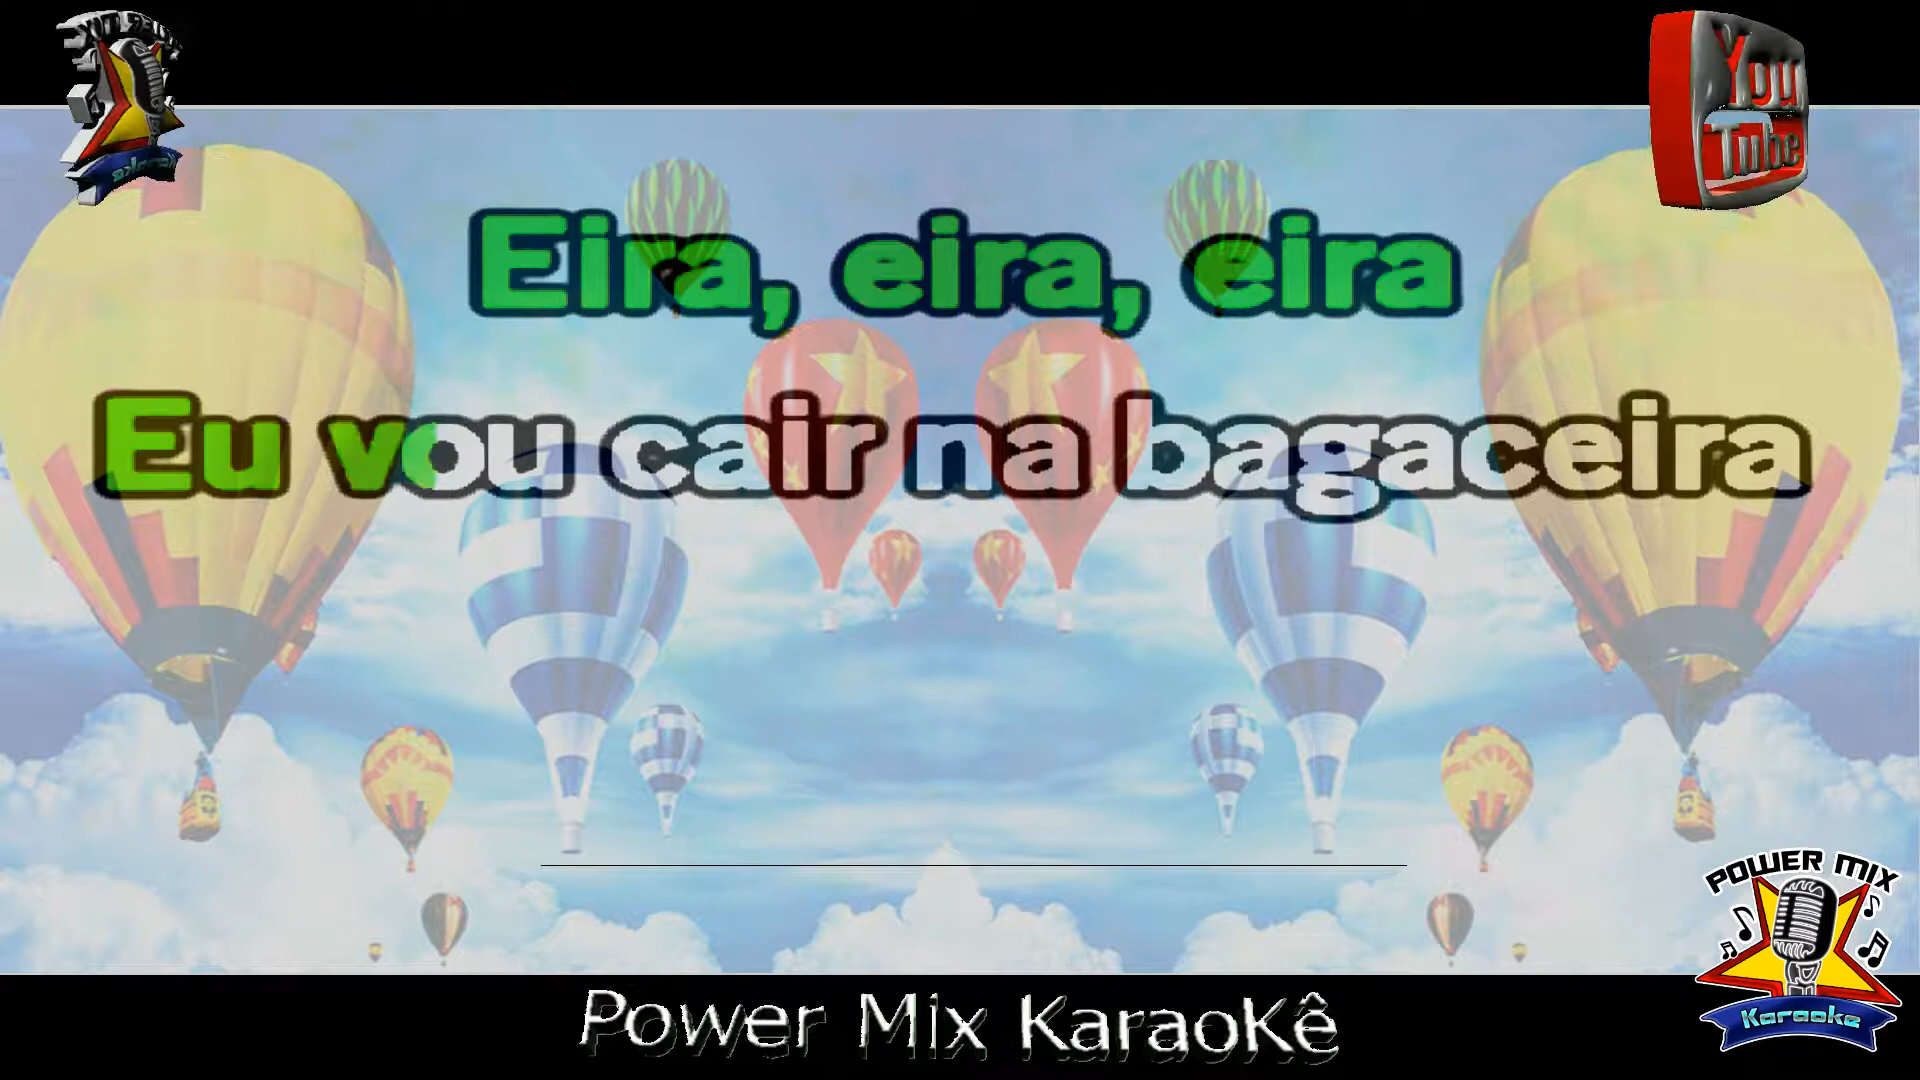 You
Tube
Eira, eira, eira
Eu vou cair na bagaceira
POWER MIX
Karaoke
Power Mix KaraoKê